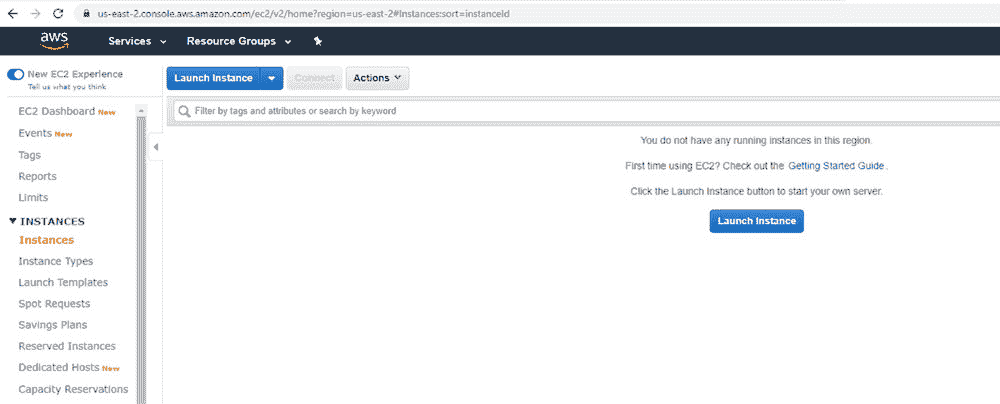 us-east-2.console.aws.amazon.com/ec2/v2/home?region=us-east-2#Instances:sort=instanceId
aws Services Resource Groups
New EC2 Experience
Tell us what you think
Launch Instance Connect Actions
Filter by tags and attributes or search by keyword
EC2 Dashboard New
Events New
Tags
Reports
Limits
INSTANCES
Instances
Instance Types
Launch Templates
Spot Requests
Savings Plans
Reserved Instances
Dedicated Hosts New
Capacity Reservations
You do not have any running instances in this region.
First time using EC2? Check out the Getting Started Guide.
Click the Launch Instance button to start your own server.
Launch Instance